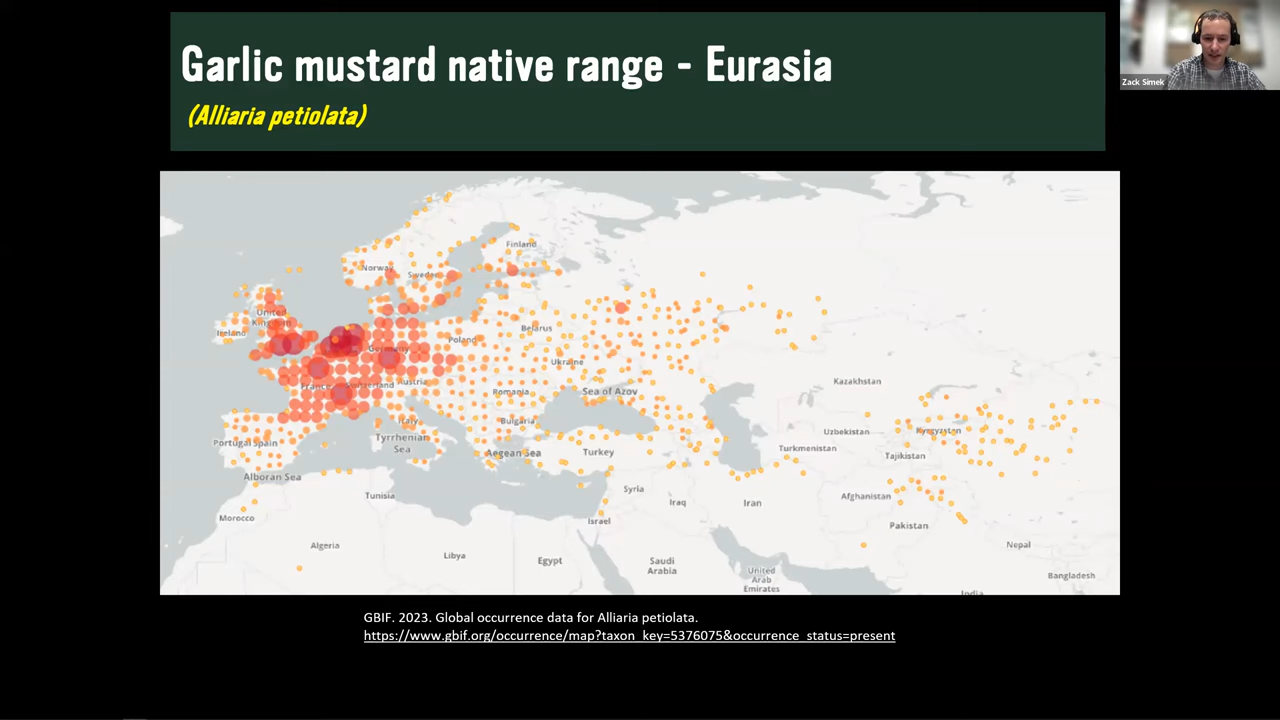 Garlic mustard native range - Eurasia
(Alliaria petiolata)
Zack Simek
Finland
Norway
Sweden
United
Kingdom
Ireland
Belarus
Poland
Germany
Ukraine
Kazakhstan
France
Switzerland
Austria
Romania
Sea of Azov
Italy
Bulgaria
Uzbekistan
Kyrgyzstan
Portugal
Spain
Tyrrhenian
Sea
Aegean Sea
Turkey
Turkmenistan
Tajikistan
Alboran Sea
Syria
Iraq
Iran
Afghanistan
Tunisia
Morocco
Israel
Pakistan
Algeria
Libya
Egypt
Saudi
Arabia
Nepal
United
Arab
Emirates
Bangladesh
India
GBIF. 2023. Global occurrence data for Alliaria petiolata.
https://www.gbif.org/occurrence/map?taxon_key=5376075&occurrence_status=present